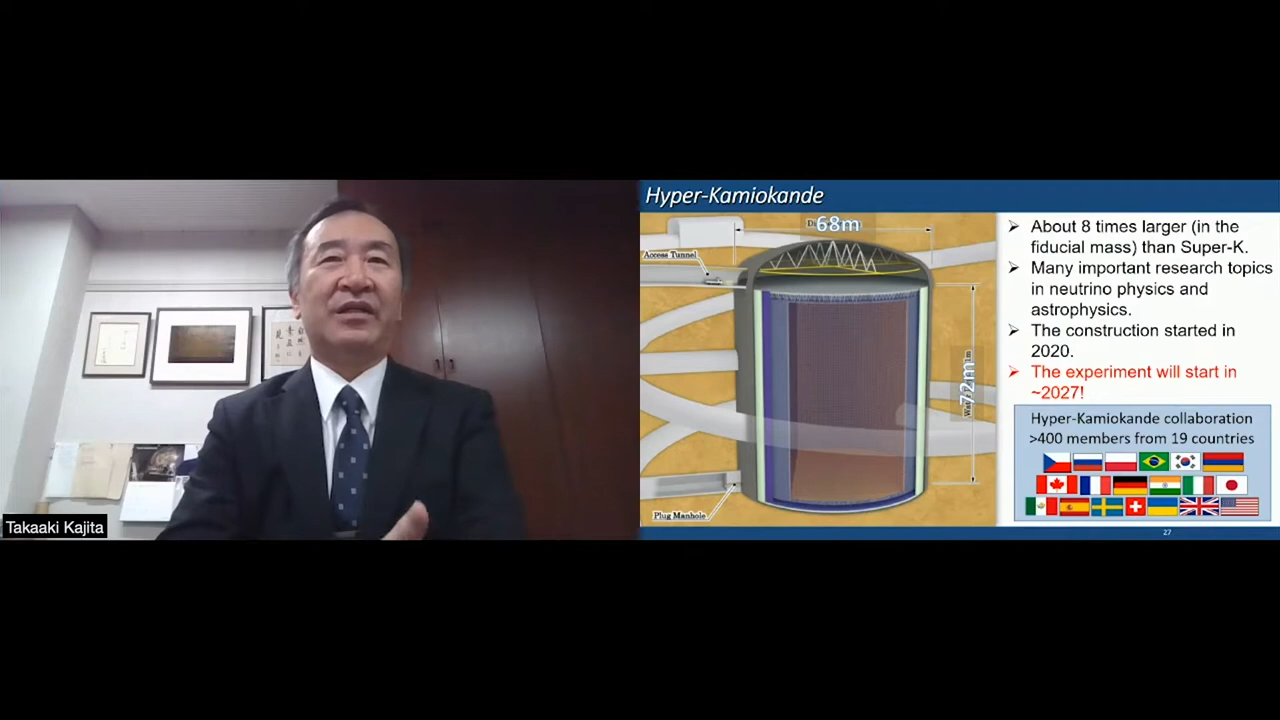 Takaaki Kajita
Hyper-Kamiokande
68m
Access Tunnel
72m
Plug Manhole
➢ About 8 times larger (in the
fiducial mass) than Super-K.
➢ Many important research topics
in neutrino physics and
astrophysics.
➢ The construction started in
2020.
➢ The experiment will start in
~2027!
Hyper-Kamiokande collaboration
>400 members from 19 countries
27